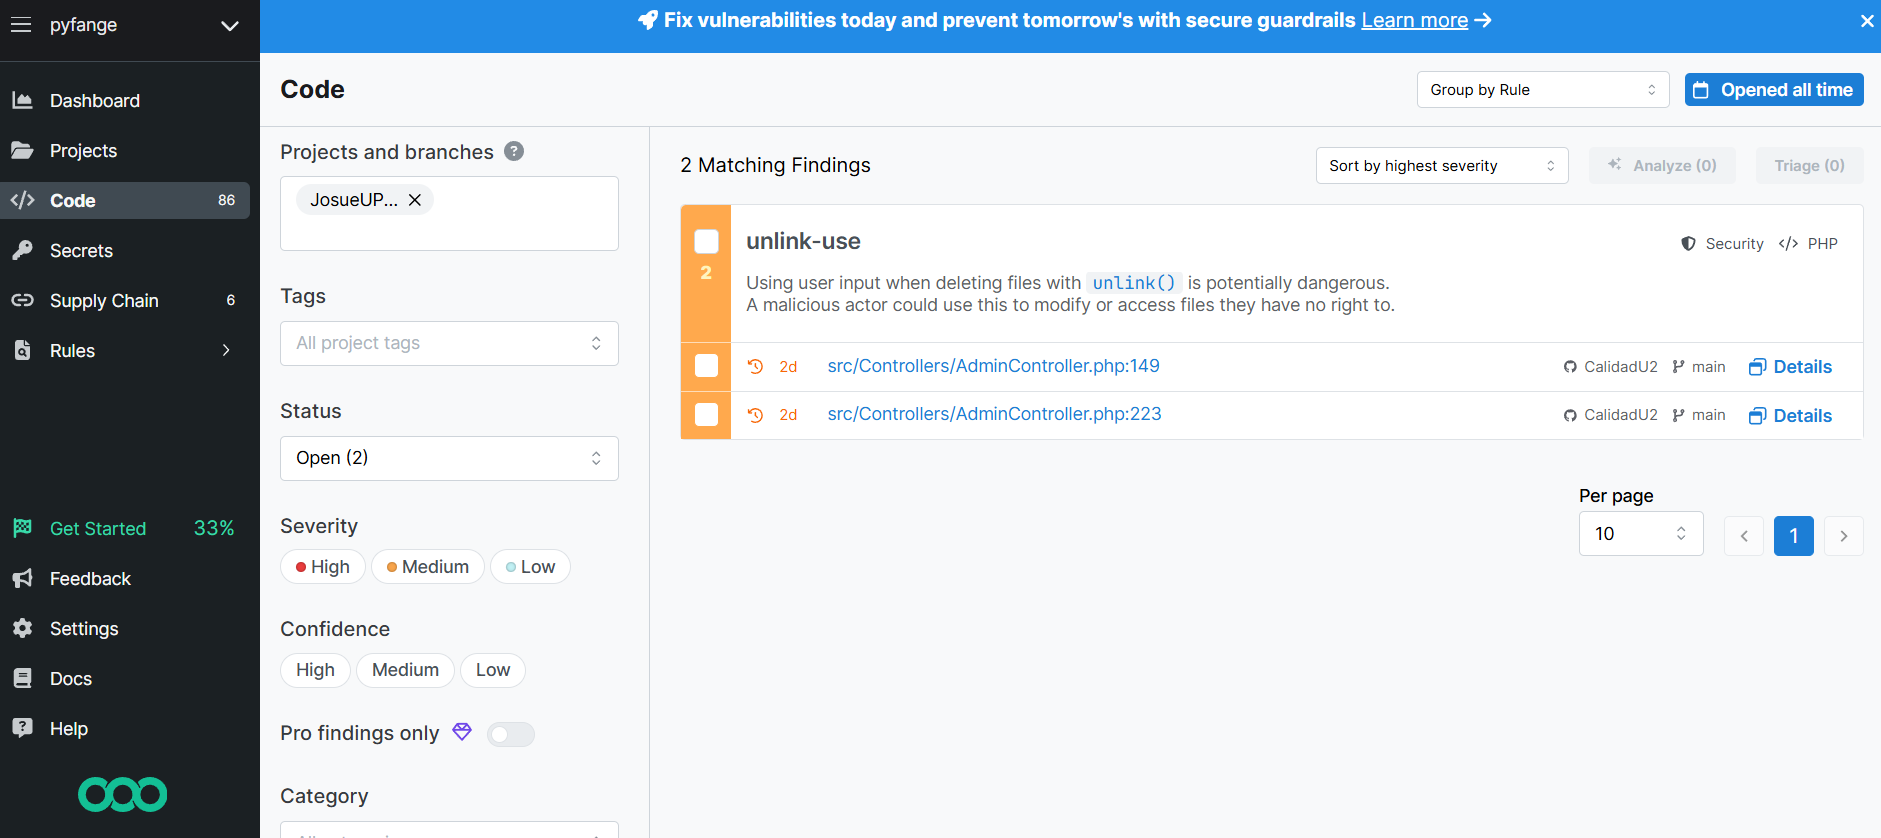 pyfange
Fix vulnerabilities today and prevent tomorrow's with secure guardrails Learn more →
Dashboard
Projects
Code 86
Secrets
Supply Chain 6
Rules
Get Started 33%
Feedback
Settings
Docs
Help
Code
Group by Rule
Opened all time
Projects and branches ?
JosueUP...
Tags
All project tags
Status
Open (2)
Severity
High
Medium
Low
Confidence
High
Medium
Low
Pro findings only
Category
2 Matching Findings
Sort by highest severity
Analyze (0)
Triage (0)
2
unlink-use
Security </> PHP
Using user input when deleting files with unlink() is potentially dangerous.
A malicious actor could use this to modify or access files they have no right to.
2d src/Controllers/AdminController.php:149 CalidadU2 main Details
2d src/Controllers/AdminController.php:223 CalidadU2 main Details
Per page
10
1